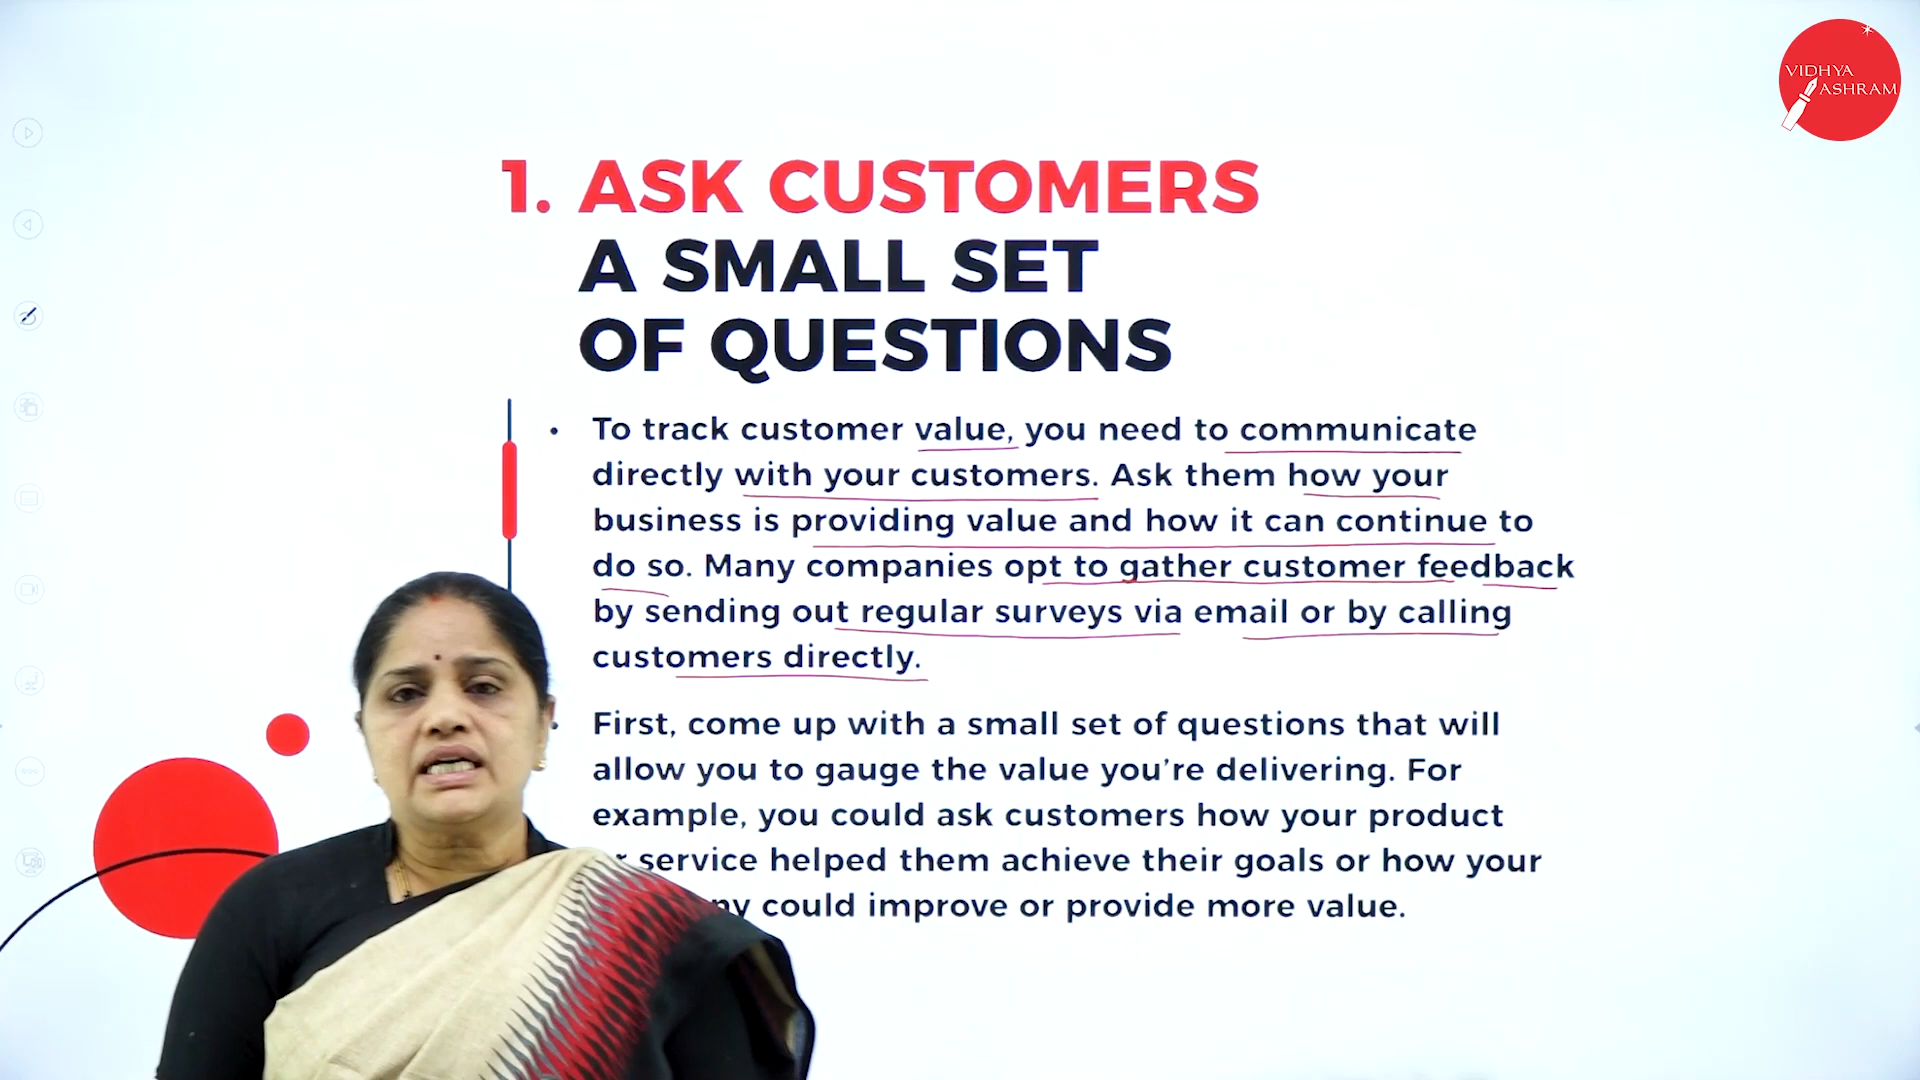 VIDHYA
ASHRAM
1. ASK CUSTOMERS
A SMALL SET
OF QUESTIONS
• To track customer value, you need to communicate
directly with your customers. Ask them how your
business is providing value and how it can continue to
do so. Many companies opt to gather customer feedback
by sending out regular surveys via email or by calling
customers directly.
First, come up with a small set of questions that will
allow you to gauge the value you’re delivering. For
example, you could ask customers how your product
service helped them achieve their goals or how your
could improve or provide more value.